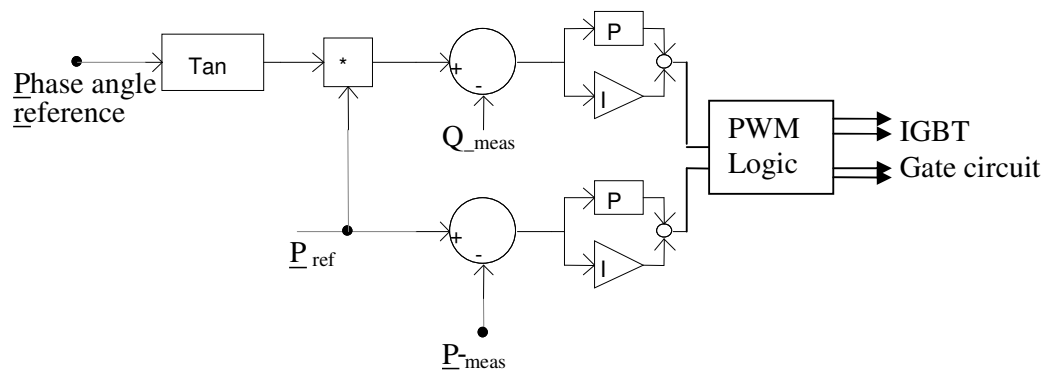 Phase angle
reference
Tan
*
+
-
Q_meas
P
I
PWM
Logic
IGBT
Gate circuit
P ref
+
-
P-meas
P
I